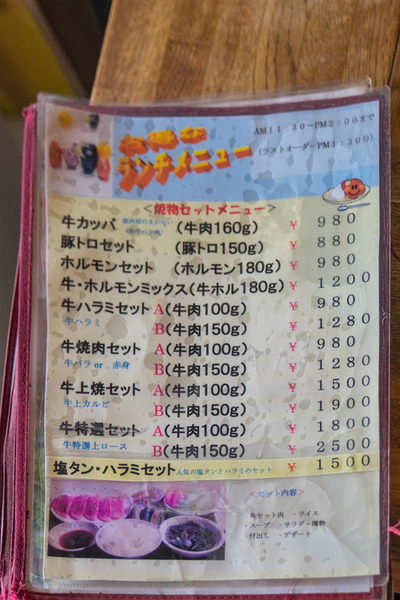 お得な
ランチメニュー
AM11:30~PM2:00まで
(ラストオーダーPM1:30分)
<焼物セットメニュー>
牛カッパ (牛肉160g) ¥ 980
豚トロセット (豚トロ150g) ¥ 880
ホルモンセット (ホルモン180g) ¥ 980
牛・ホルモンミックス(牛ホル180g) ¥ 1200
牛ハラミセット A(牛肉100g) ¥ 980
牛ハラミ B(牛肉150g) ¥ 1280
牛焼肉セット A(牛肉100g) ¥ 980
牛バラ or 赤身 B(牛肉150g) ¥ 1280
牛上焼セット A(牛肉100g) ¥ 1500
牛上カルビ B(牛肉150g) ¥ 1900
牛特選セット A(牛肉100g) ¥ 1800
牛特選上ロース B(牛肉150g) ¥ 2500
塩タン・ハラミセット 人気の塩タンとハラミのセット ¥ 1500
<セット内容>
・各セット肉 ・ライス
・スープ ・サラダ・漬物
・付出し ・デザート